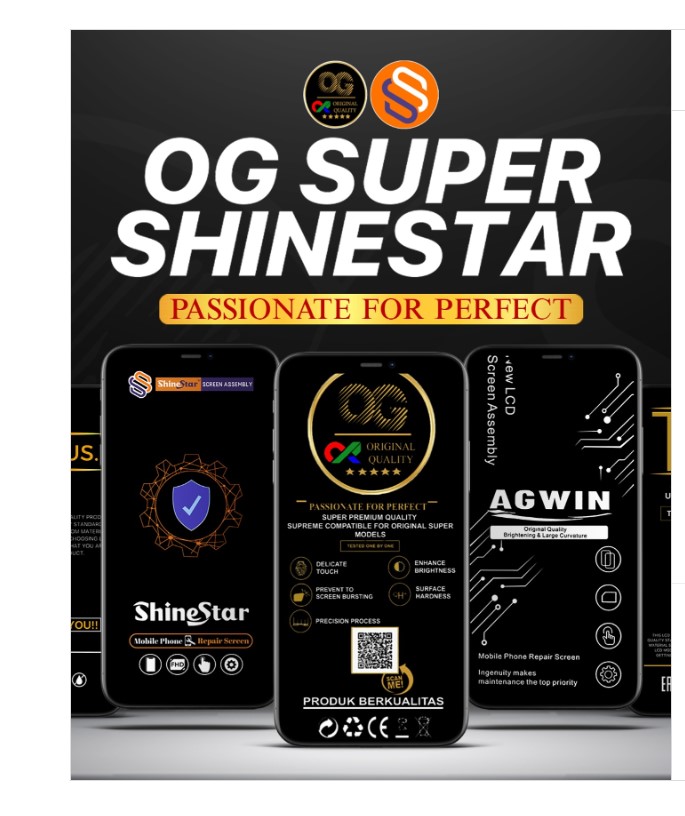 OG
ORIGINAL
QUALITY
OG SUPER
SHINESTAR
PASSIONATE FOR PERFECT
ShineStar SCREEN ASSEMBLY
ShineStar
Mobile Phone Repair Screen
FHD
OG
ORIGINAL
QUALITY
PASSIONATE FOR PERFECT
SUPER PREMIUM QUALITY
SUPREME COMPATIBLE FOR ORIGINAL SUPER
MODELS
TESTED ONE BY ONE
DELICATE
TOUCH
ENHANCE
BRIGHTNESS
PREVENT TO
SCREEN BURSTING
SURFACE
HARDNESS
PRECISION PROCESS
SCAN
ME!
PRODUK BERKUALITAS
CE
New LCD
Screen Assembly
AGWIN
Original Quality
Brightening & Large Curvature
Mobile Phone Repair Screen
Ingenuity makes
maintenance the top priority
US.
YOU!!